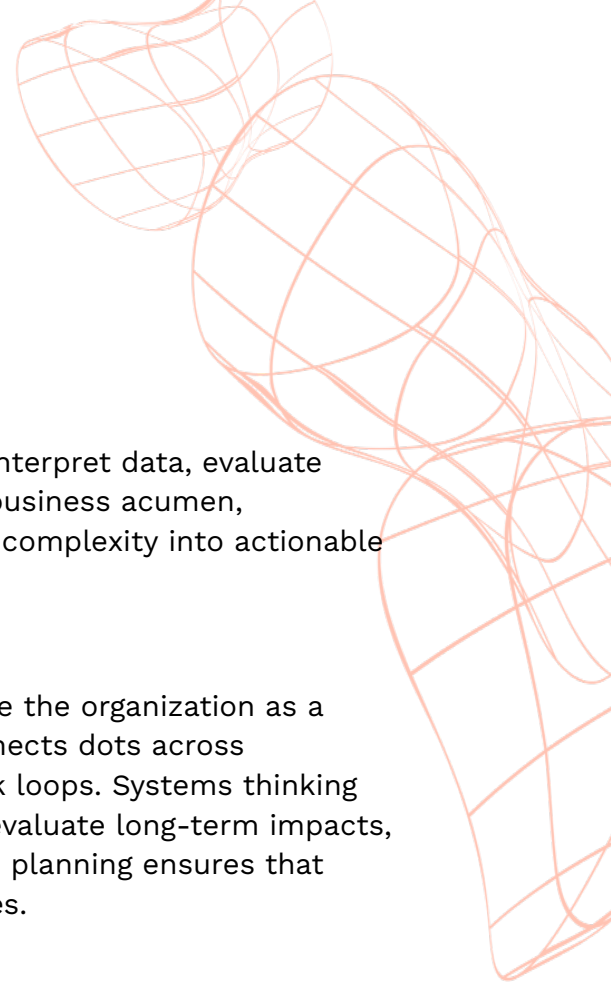 nterpret data, evaluate
business acumen,
complexity into actionable
e the organization as a
nects dots across
k loops. Systems thinking
evaluate long-term impacts,
planning ensures that
es.